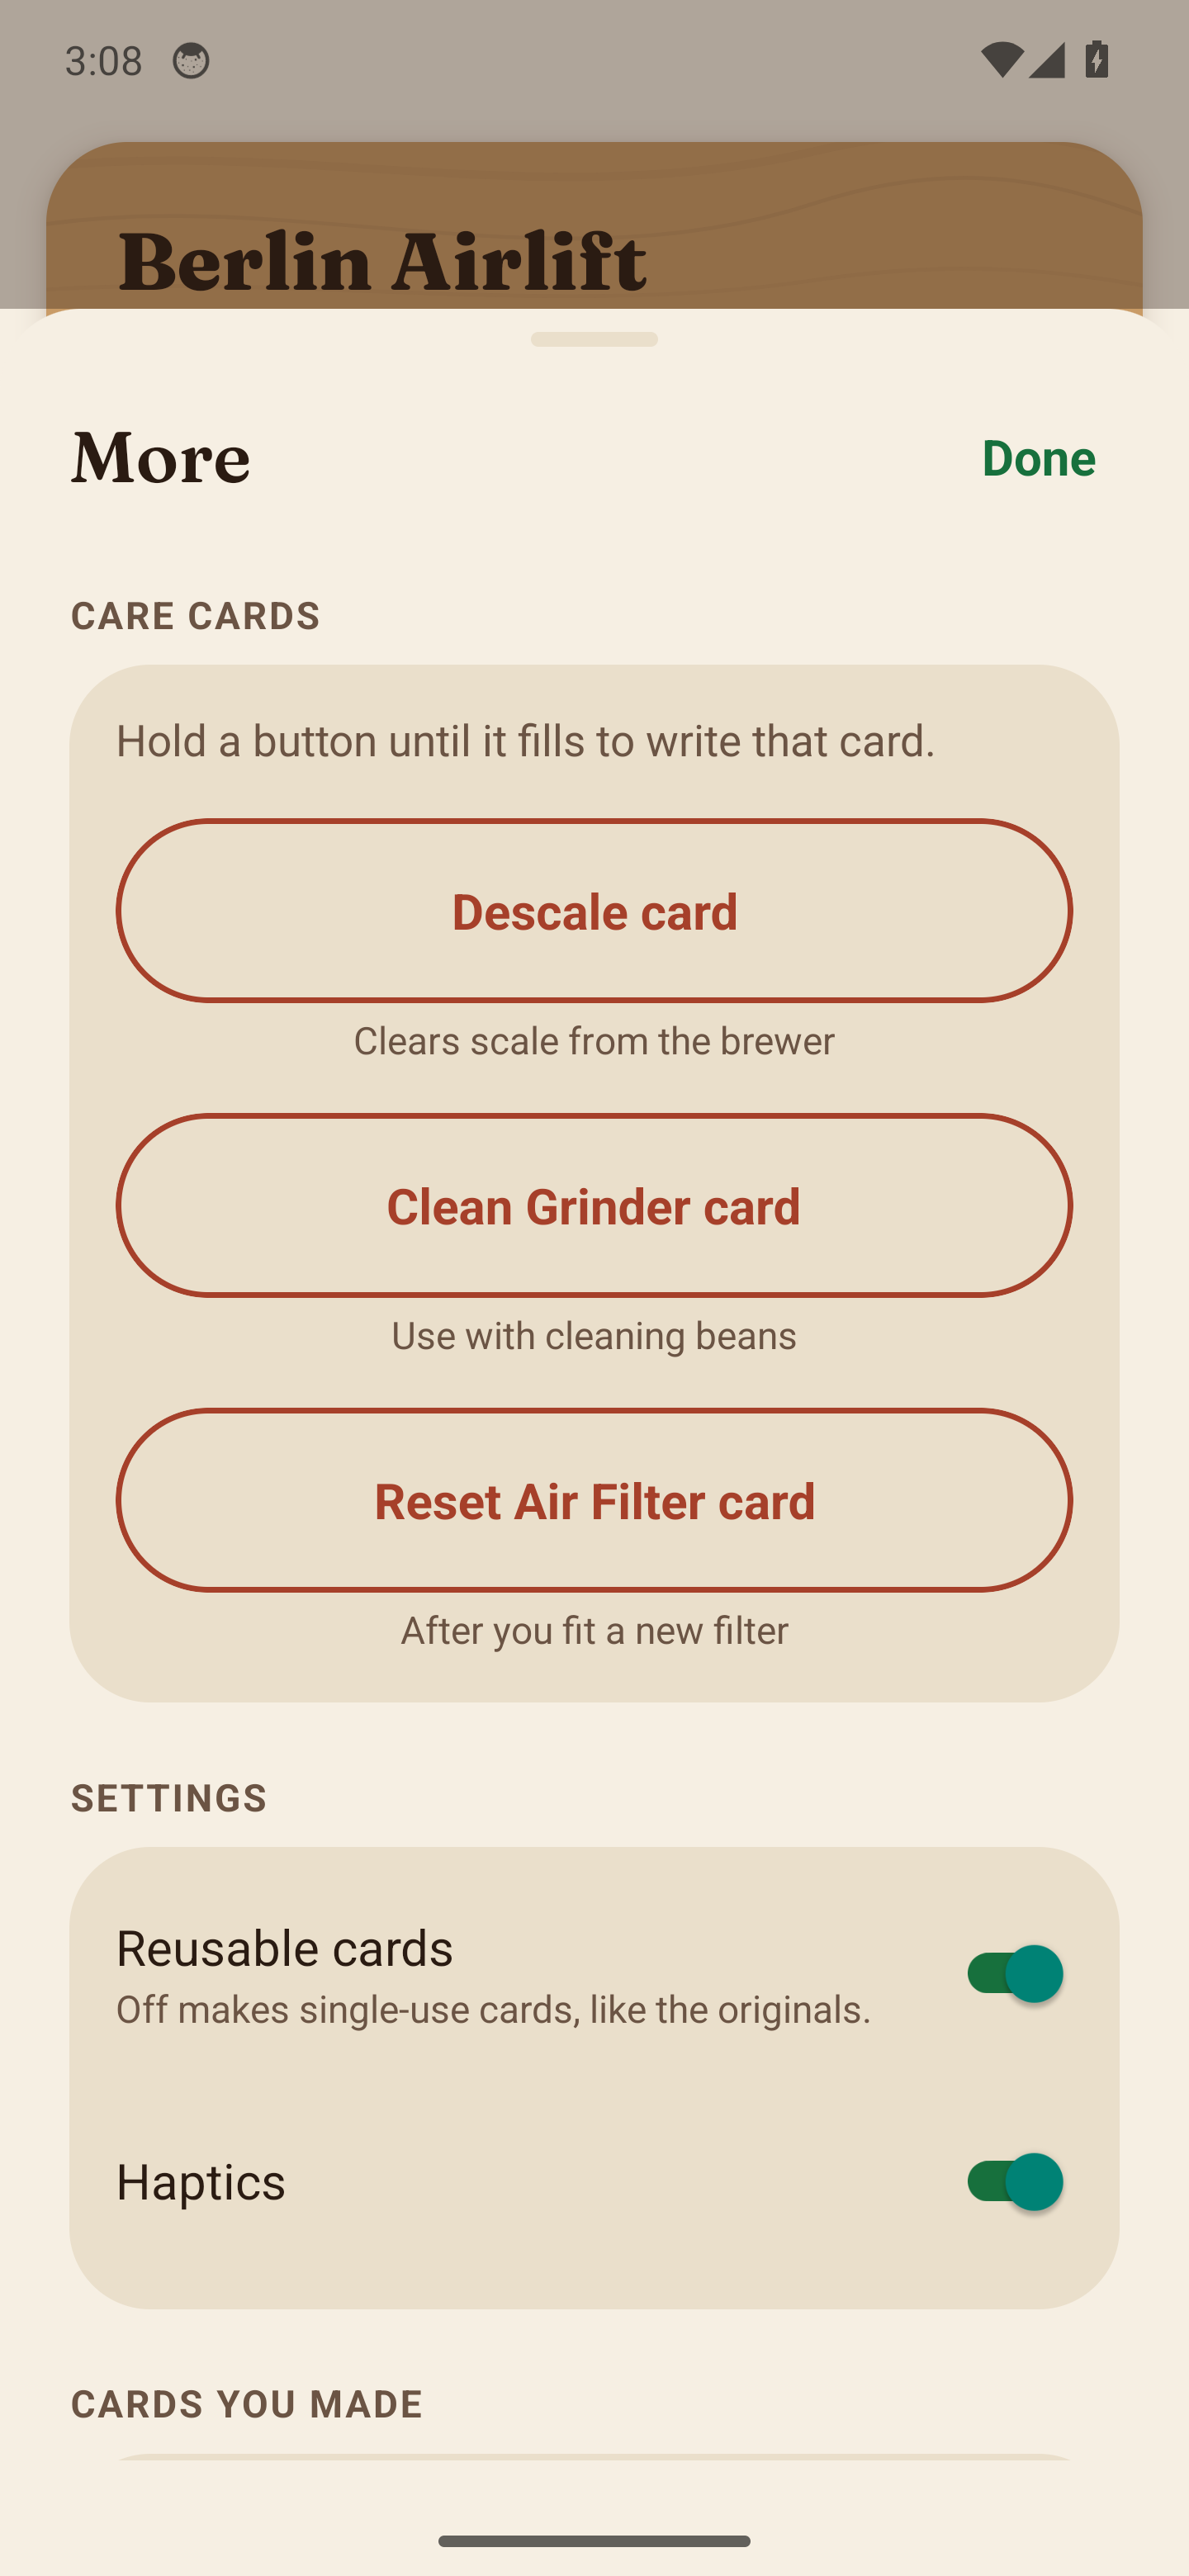 3:08
Berlin Airlift
More
Done
CARE CARDS
Hold a button until it fills to write that card.
Descale card
Clears scale from the brewer
Clean Grinder card
Use with cleaning beans
Reset Air Filter card
After you fit a new filter
SETTINGS
Reusable cards
Off makes single-use cards, like the originals.
Haptics
CARDS YOU MADE